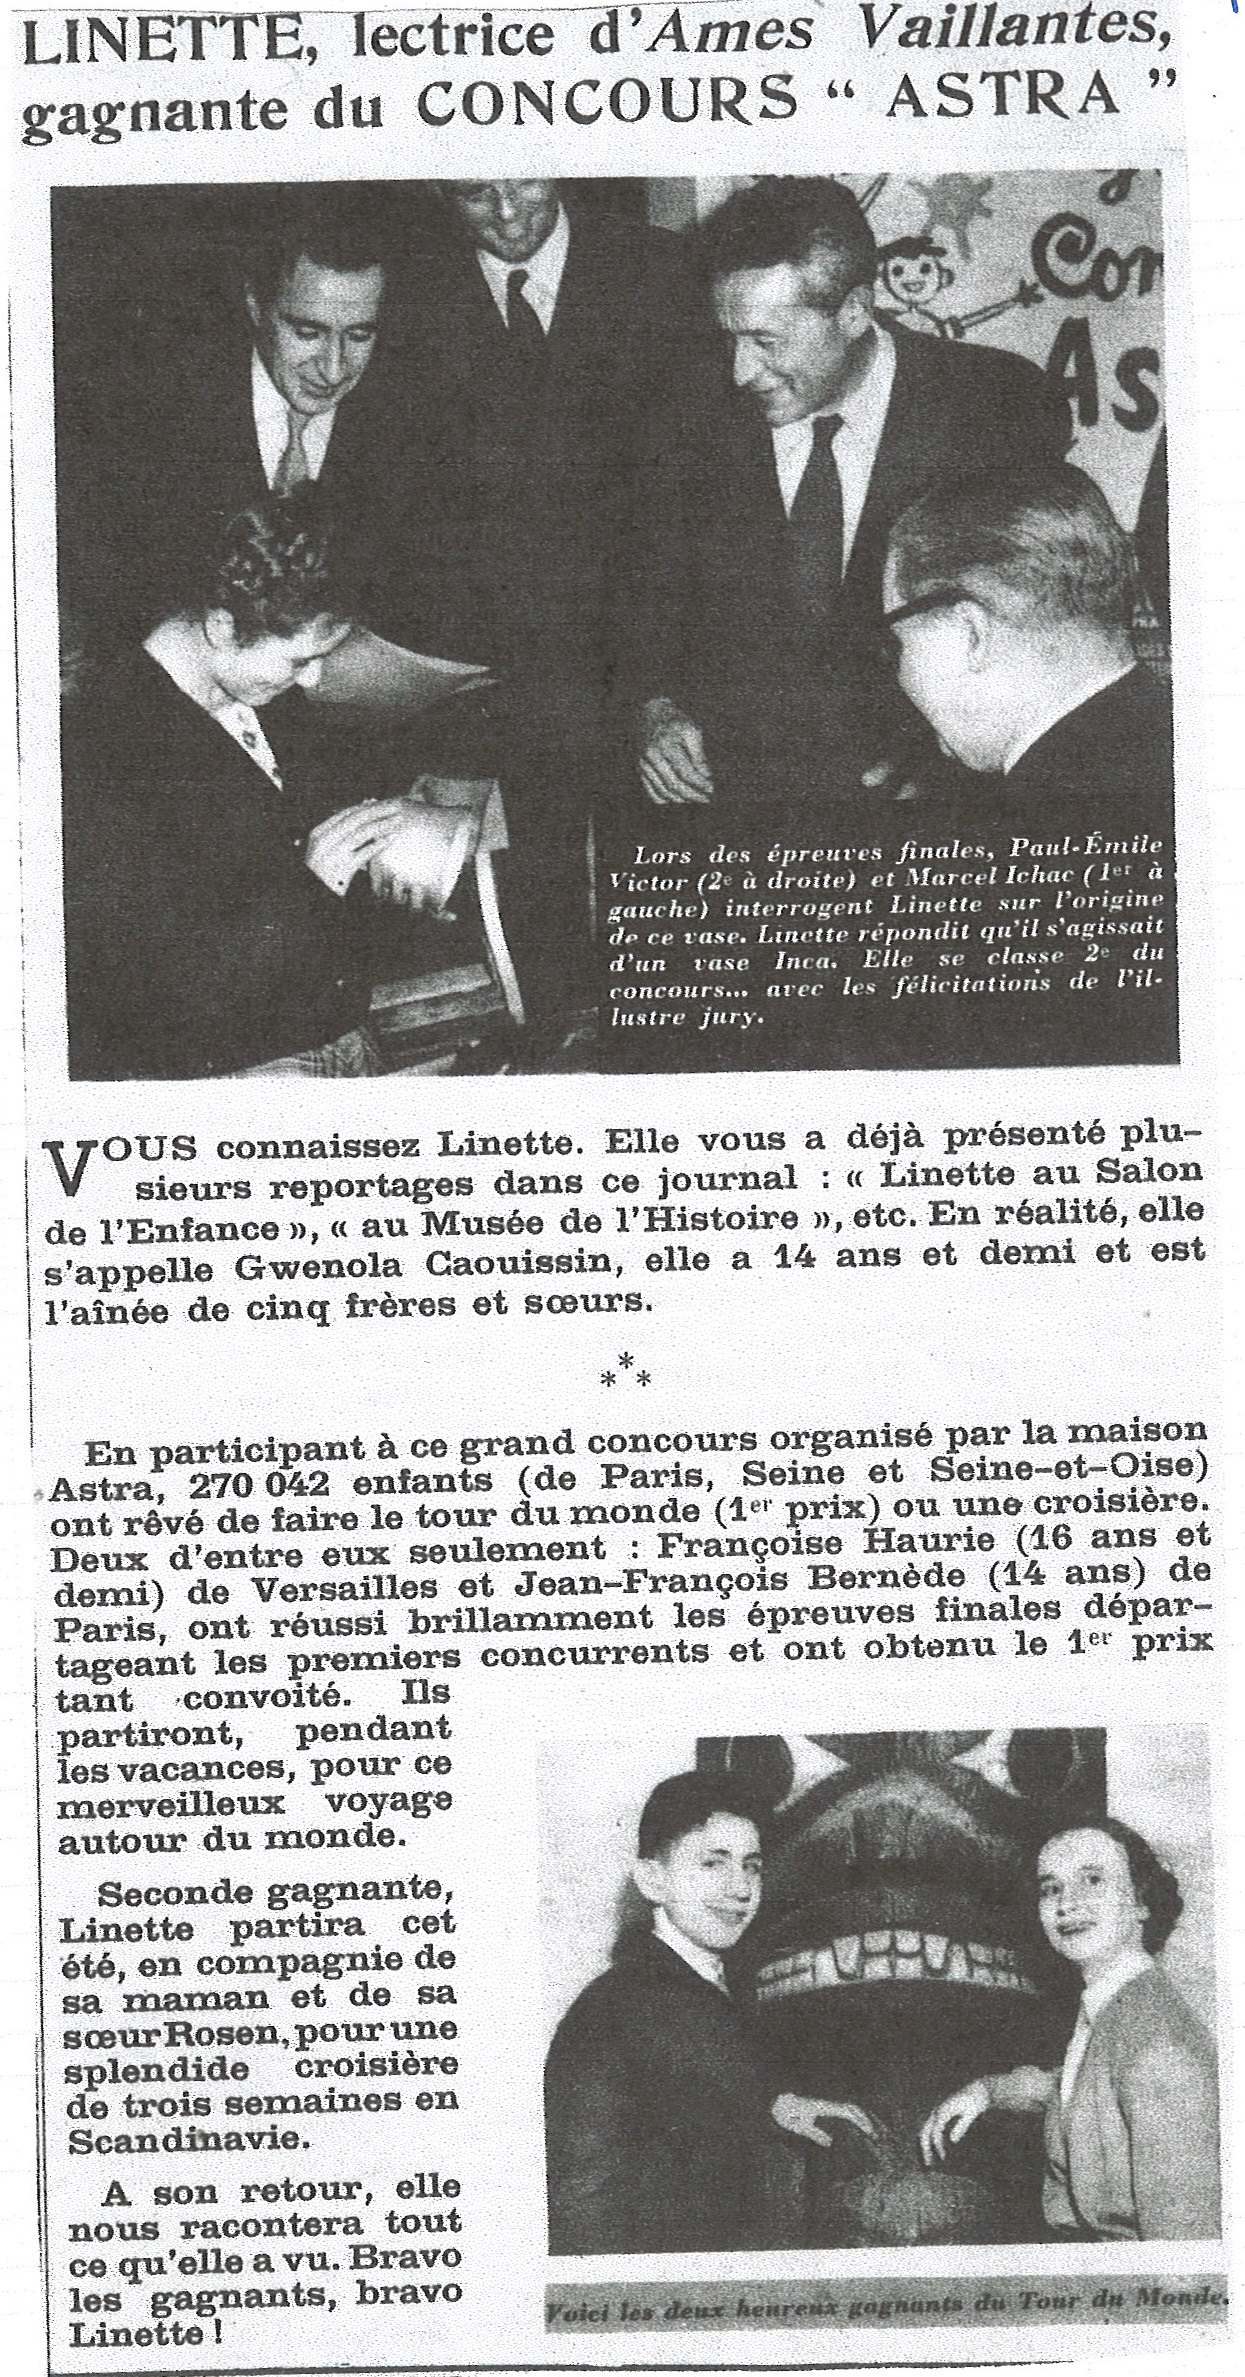 LINETTE, lectrice d'Ames Vaillantes,
gagnante du CONCOURS “ ASTRA ”
Con
As
Lors des épreuves finales, Paul-Émile
Victor (2e à droite) et Marcel Ichac (1er à
gauche) interrogent Linette sur l'origine
de ce vase. Linette répondit qu'il s'agissait
d'un vase Inca. Elle se classe 2e du
concours... avec les félicitations de l'il-
lustre jury.
VOUS connaissez Linette. Elle vous a déjà présenté plu-
sieurs reportages dans ce journal : « Linette au Salon
de l'Enfance », « au Musée de l'Histoire », etc. En réalité, elle
s'appelle Gwenola Caouissin, elle a 14 ans et demi et est
l'aînée de cinq frères et sœurs.
***
En participant à ce grand concours organisé par la maison
Astra, 270 042 enfants (de Paris, Seine et Seine-et-Oise)
ont rêvé de faire le tour du monde (1er prix) ou une croisière.
Deux d'entre eux seulement : Françoise Haurie (16 ans et
demi) de Versailles et Jean-François Bernède (14 ans) de
Paris, ont réussi brillamment les épreuves finales dépar-
tageant les premiers concurrents et ont obtenu le 1er prix
tant convoité. Ils
partiront, pendant
les vacances, pour ce
merveilleux voyage
autour du monde.
Seconde gagnante,
Linette partira cet
été, en compagnie de
sa maman et de sa
sœur Rosen, pour une
splendide croisière
de trois semaines en
Scandinavie.
A son retour, elle
nous racontera tout
ce qu'elle a vu. Bravo
les gagnants, bravo
Linette !
Voici les deux heureux gagnants du Tour du Monde.